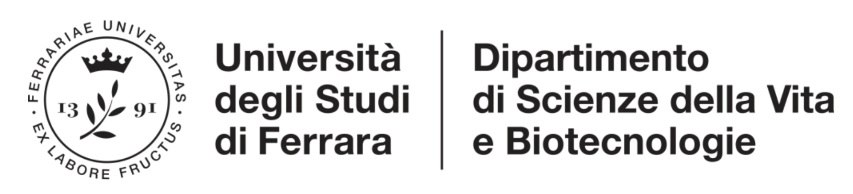 FERRARIAE UNIVERSITAS
EX LABORE FRUCTUS
13 91
Università
degli Studi
di Ferrara
Dipartimento
di Scienze della Vita
e Biotecnologie